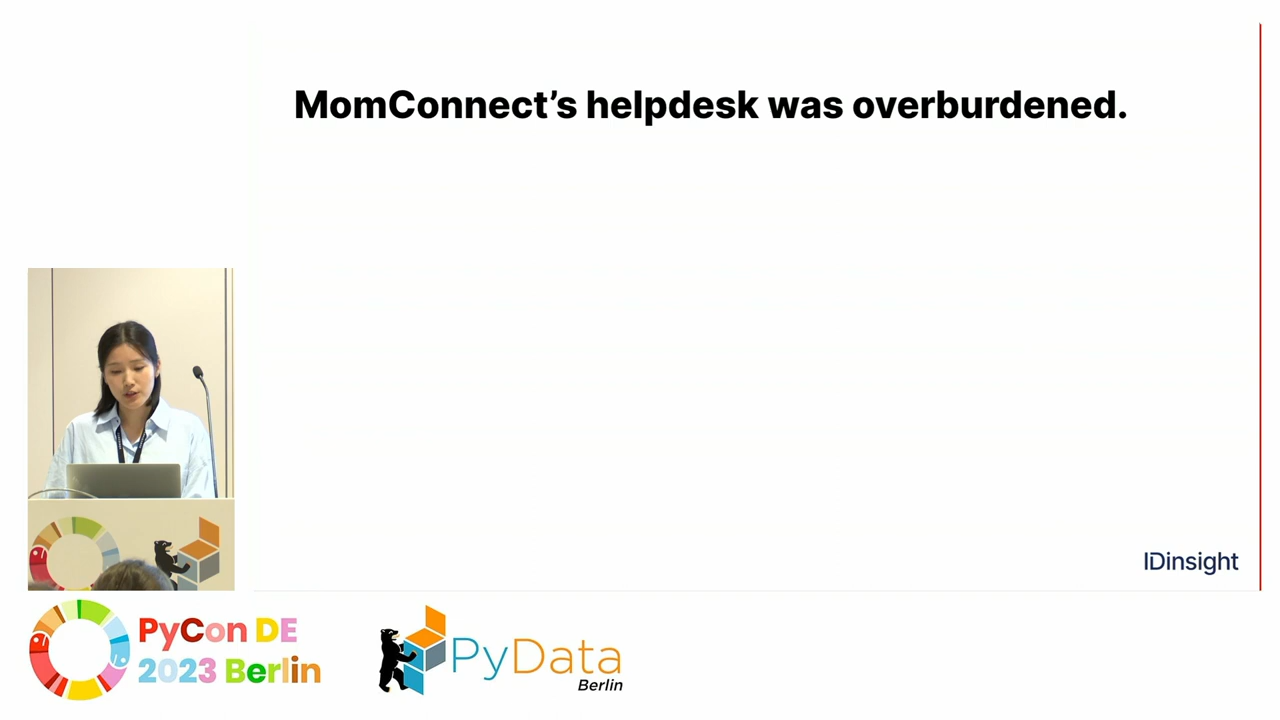 MomConnect's helpdesk was overburdened.
IDinsight
PyCon DE
2023 Berlin
PyData
Berlin